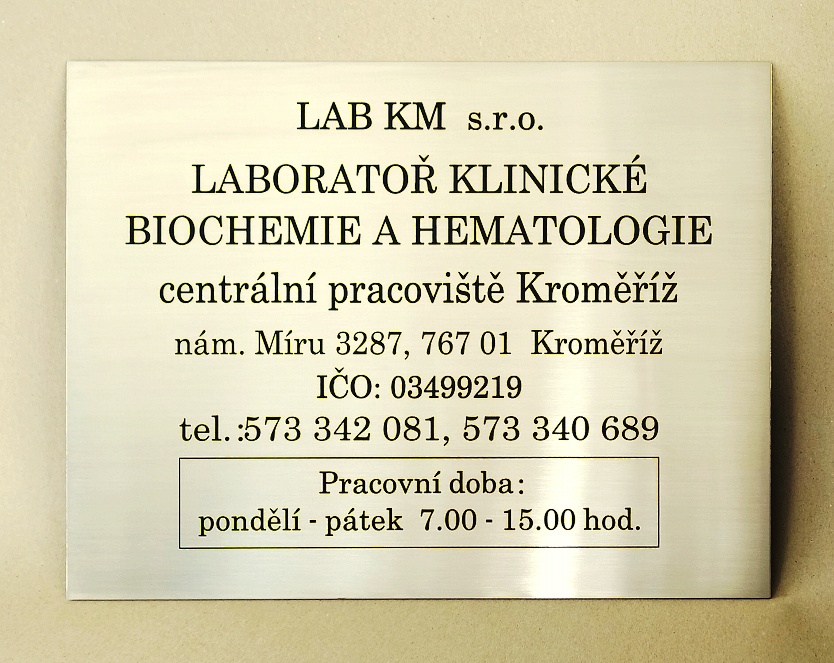 LAB KM s.r.o.
LABORATOŘ KLINICKÉ
BIOCHEMIE A HEMATOLOGIE
centrální pracoviště Kroměříž
nám. Míru 3287, 767 01 Kroměříž
IČO: 03499219
tel.:573 342 081, 573 340 689
Pracovní doba:
pondělí - pátek 7.00 - 15.00 hod.